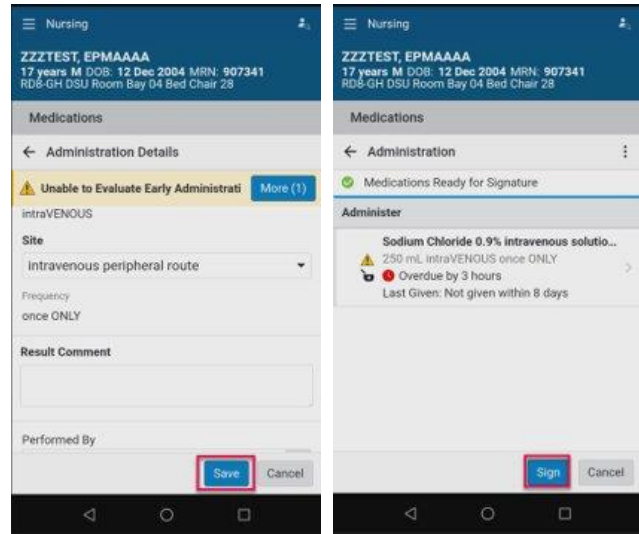 Nursing
ZZZTEST, EPMAAAA
17 years M DOB: 12 Dec 2004 MRN: 907341
RD8-GH DSU Room Bay 04 Bed Chair 28
Medications
← Administration Details
Unable to Evaluate Early Administrati More (1)
intraVENOUS
Site
intravenous peripheral route
Frequency
once ONLY
Result Comment
Performed By
Save Cancel
Nursing
ZZZTEST, EPMAAAA
17 years M DOB: 12 Dec 2004 MRN: 907341
RD8-GH DSU Room Bay 04 Bed Chair 28
Medications
← Administration
Medications Ready for Signature
Administer
Sodium Chloride 0.9% intravenous solutio...
250 mL intraVENOUS once ONLY
Overdue by 3 hours
Last Given: Not given within 8 days
Sign Cancel